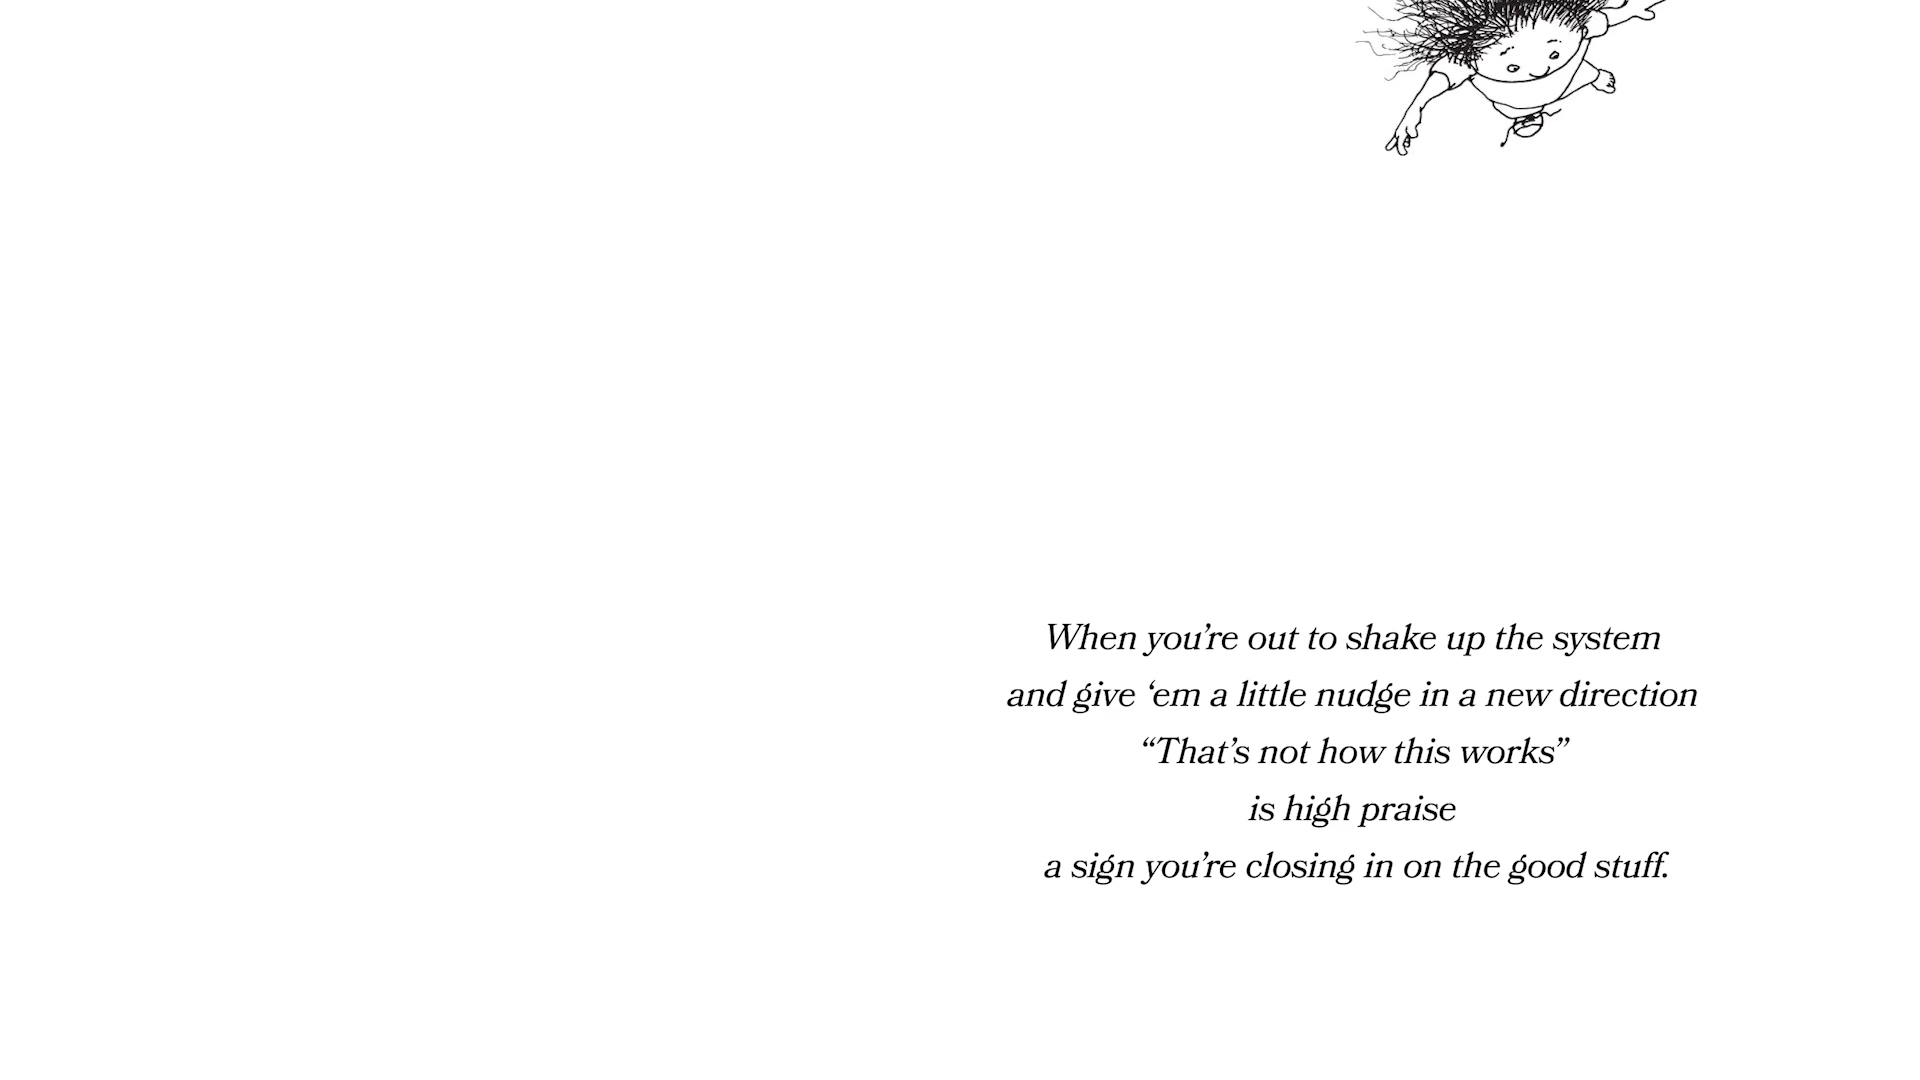 When you’re out to shake up the system
and give ‘em a little nudge in a new direction
“That’s not how this works”
is high praise
a sign you’re closing in on the good stuff.